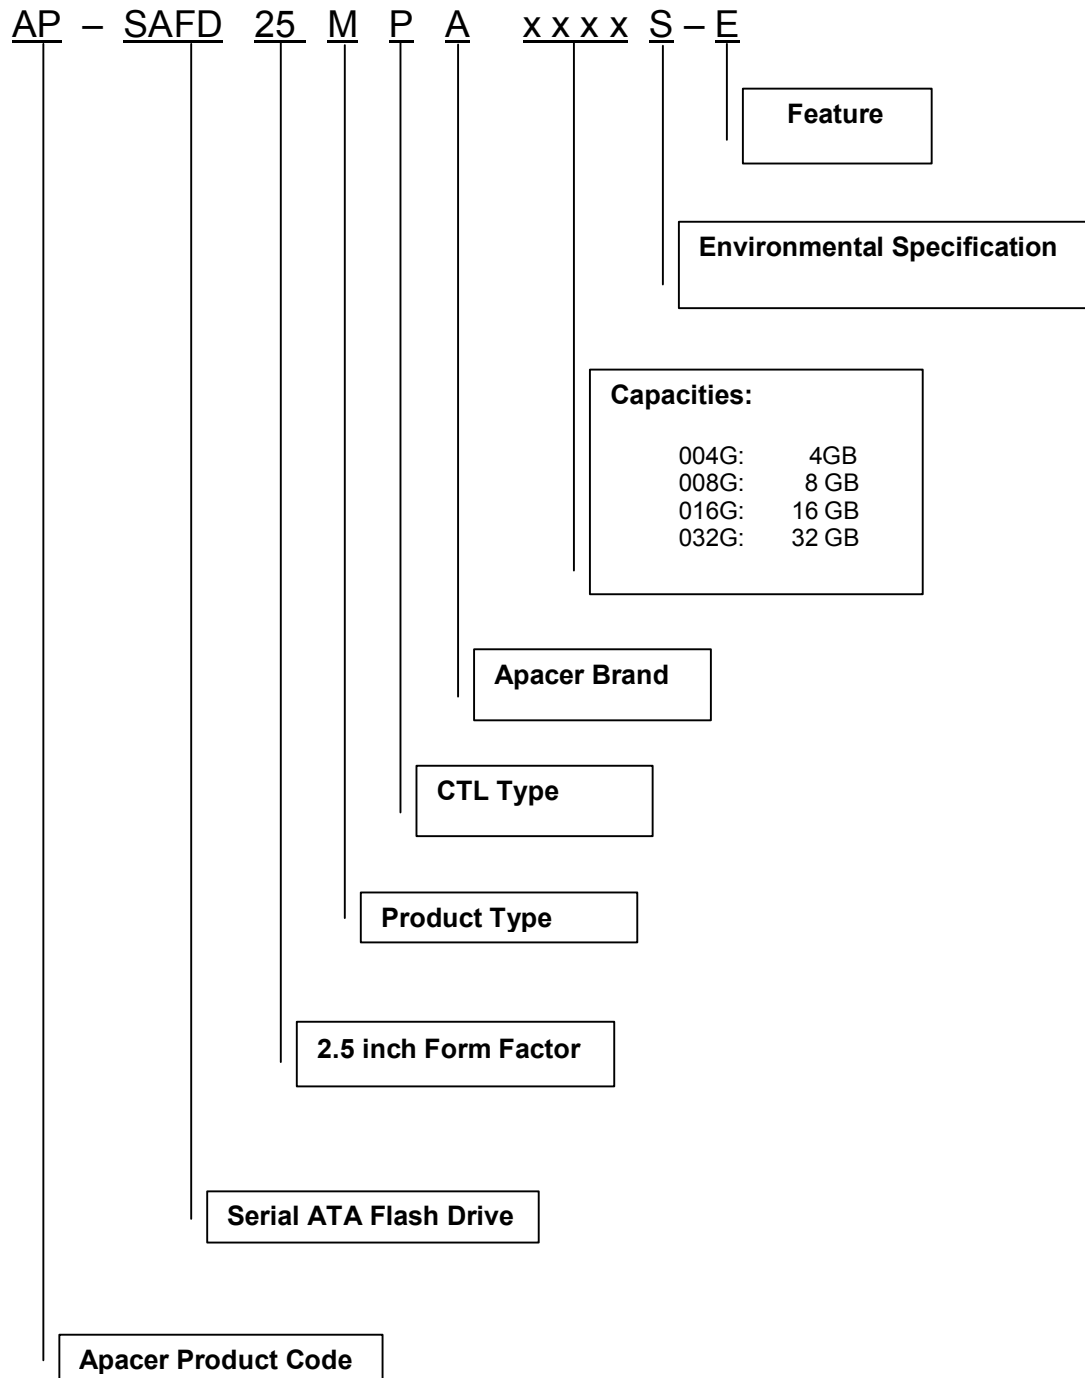 AP – SAFD 25 M P A x x x x S – E
Feature
Environmental Specification
Capacities:
004G: 4GB
008G: 8 GB
016G: 16 GB
032G: 32 GB
Apacer Brand
CTL Type
Product Type
2.5 inch Form Factor
Serial ATA Flash Drive
Apacer Product Code